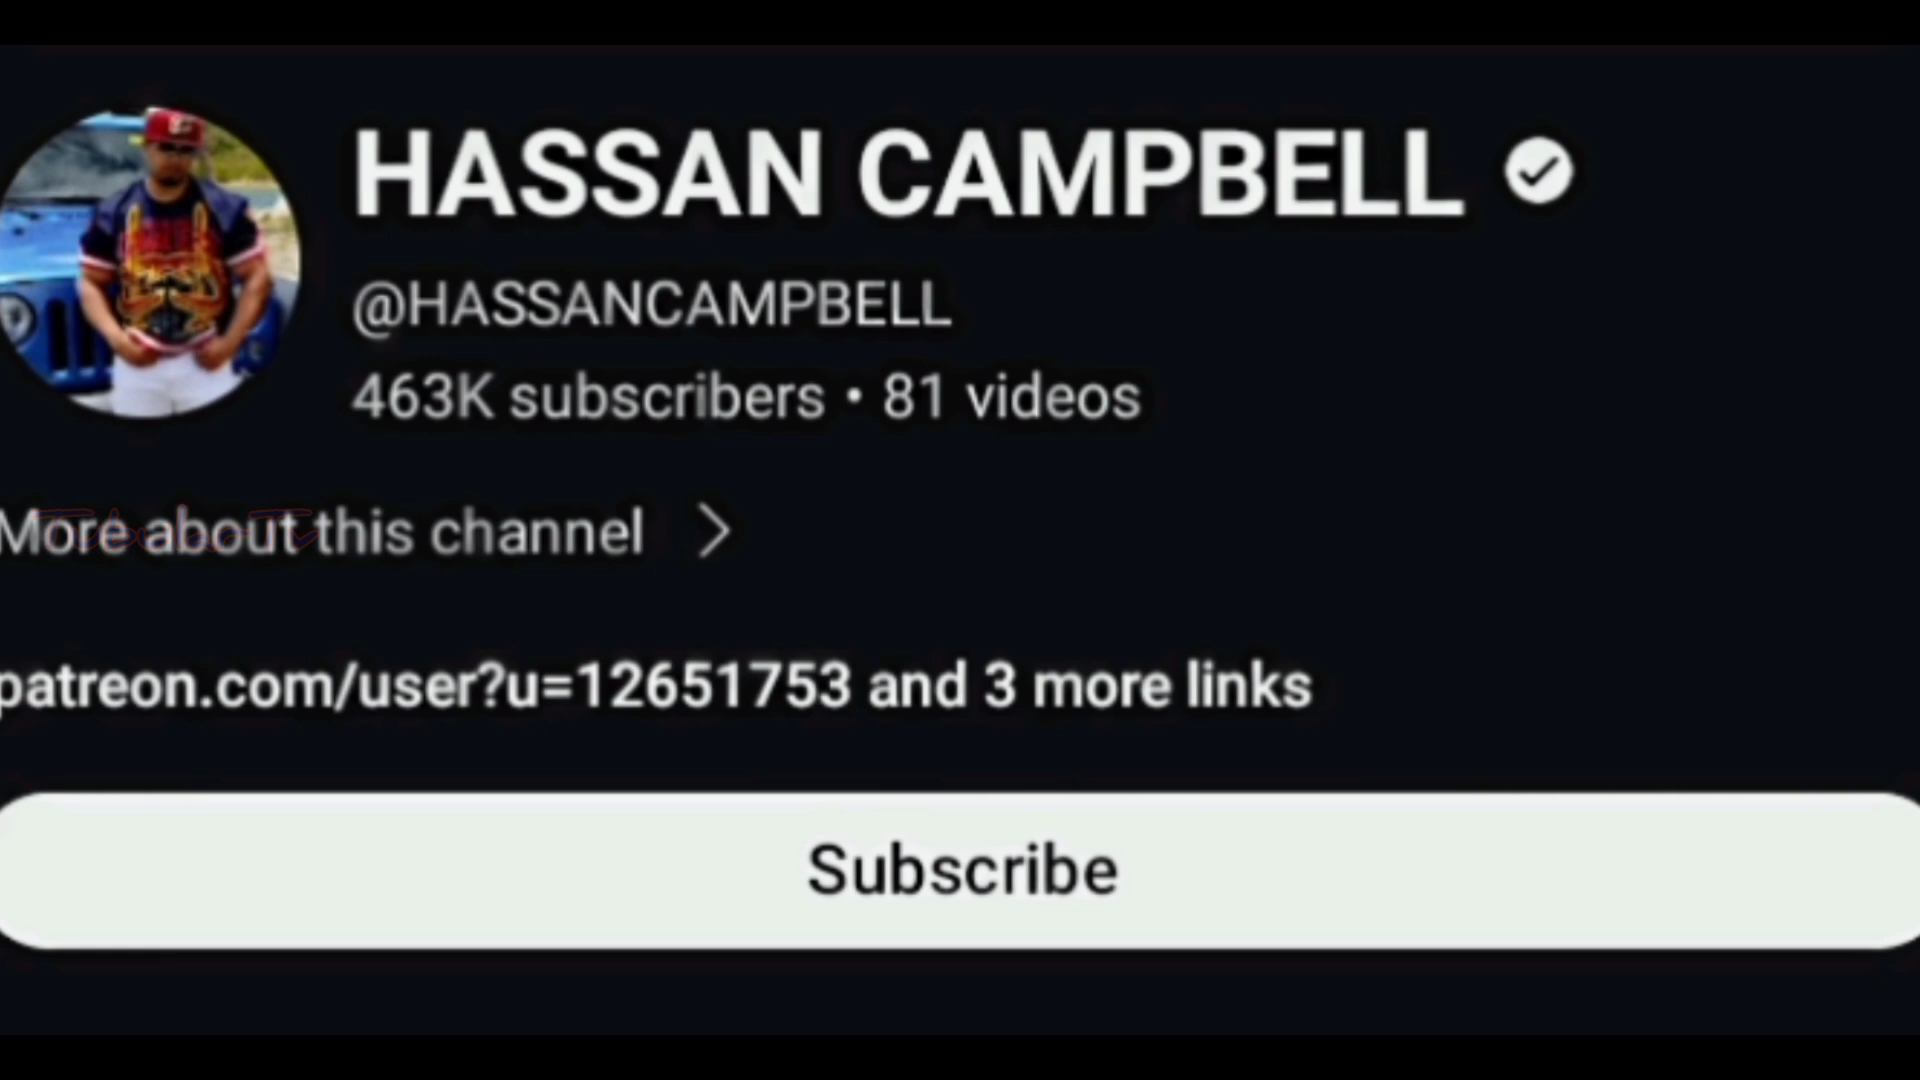 HASSAN CAMPBELL
@HASSANCAMPBELL
463K subscribers • 81 videos
More about this channel
patreon.com/user?u=12651753 and 3 more links
Subscribe